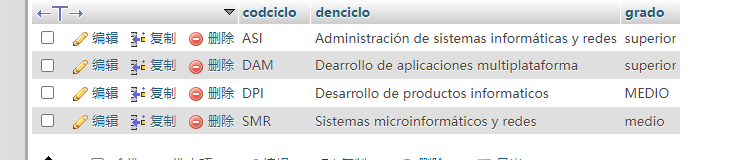 codciclo denciclo grado
编辑 复制 删除 ASI Administración de sistemas informáticas y redes superior
编辑 复制 删除 DAM Dearrollo de aplicaciones multiplataforma superior
编辑 复制 删除 DPI Desarrollo de productos informaticos MEDIO
编辑 复制 删除 SMR Sistemas microinformáticos y redes medio